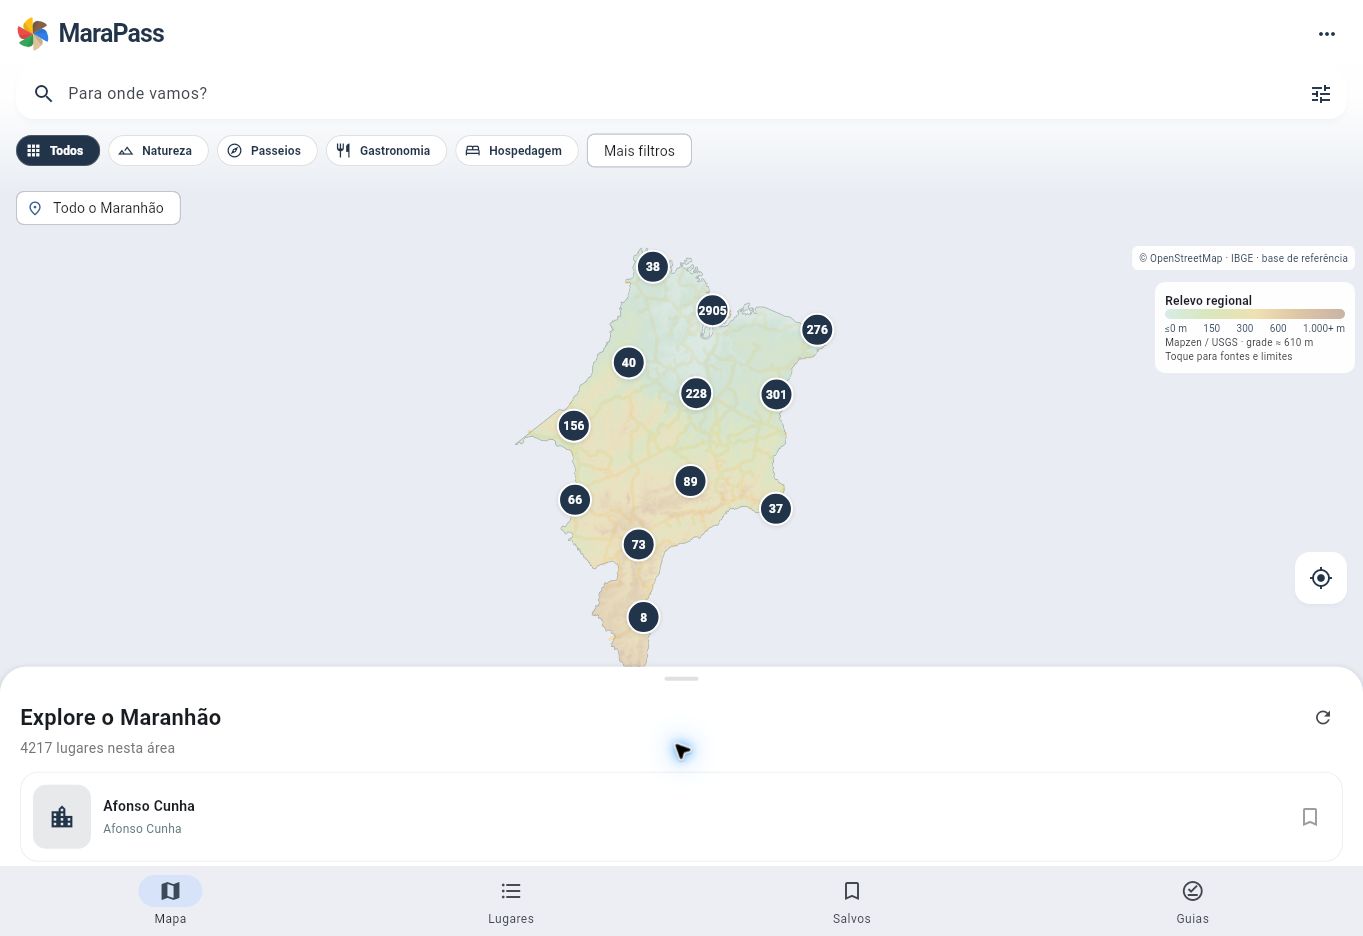 MaraPass
Para onde vamos?
Todos
Natureza
Passeios
Gastronomia
Hospedagem
Mais filtros
Todo o Maranhão
© OpenStreetMap · IBGE · base de referência
Relevo regional
≤0 m 150 300 600 1.000+ m
Mapzen / USGS · grade ≈ 610 m
Toque para fontes e limites
38
2905
276
40
228
301
156
89
66
37
73
8
Explore o Maranhão
4217 lugares nesta área
Afonso Cunha
Afonso Cunha
Mapa
Lugares
Salvos
Guias